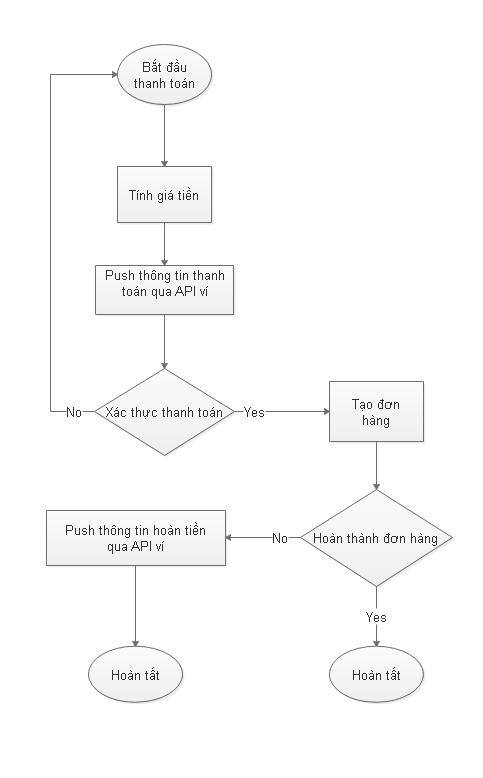 Bắt đầu
thanh toán
Tính giá tiền
Push thông tin thanh
toán qua API ví
Xác thực thanh toán
No
Yes
Tạo đơn
hàng
Hoàn thành đơn hàng
No
Push thông tin hoàn tiền
qua API ví
Yes
Hoàn tất
Hoàn tất